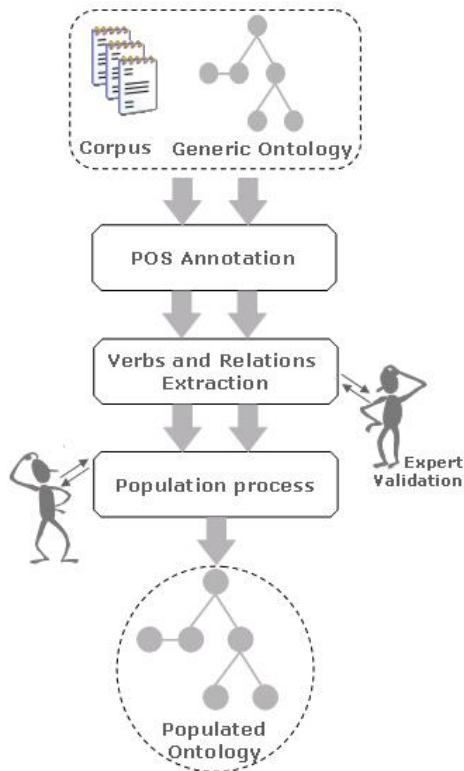 Corpus Generic Ontology
POS Annotation
Verbs and Relations
Extraction
Expert
Validation
Population process
Populated
Ontology